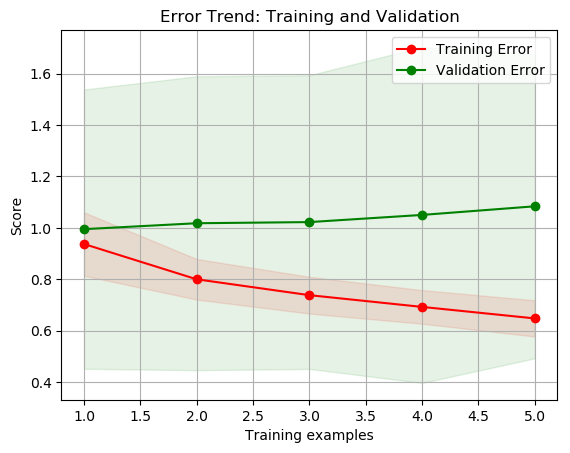 Error Trend: Training and Validation
Training Error
Validation Error
Score
1.6
1.4
1.2
1.0
0.8
0.6
0.4
1.0 1.5 2.0 2.5 3.0 3.5 4.0 4.5 5.0
Training examples